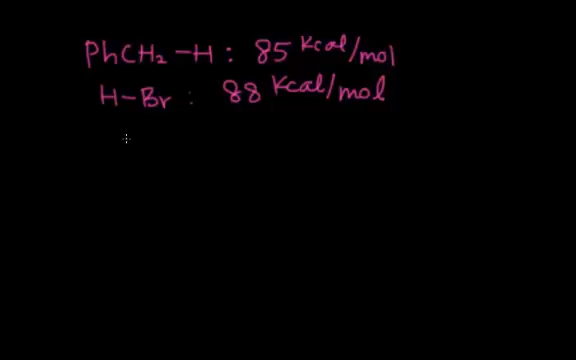 PhCH₂-H : 85 Kcal/mol
H-Br : 88 Kcal/mol